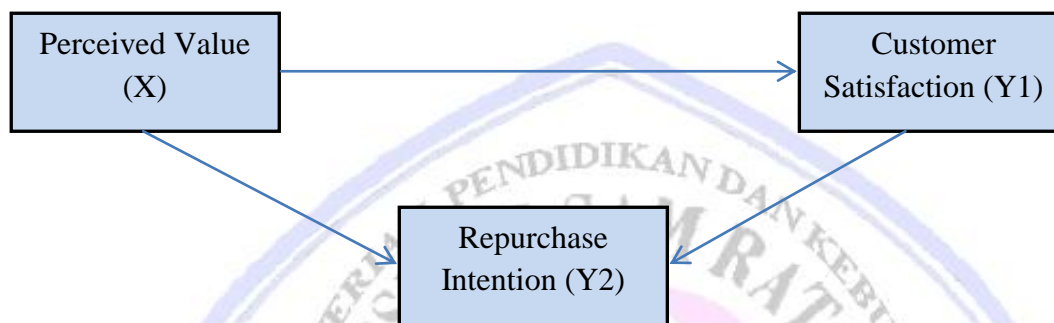 Perceived Value
(X)
Customer
Satisfaction (Y1)
PENDIDIKAN DAN
Repurchase
Intention (Y2)